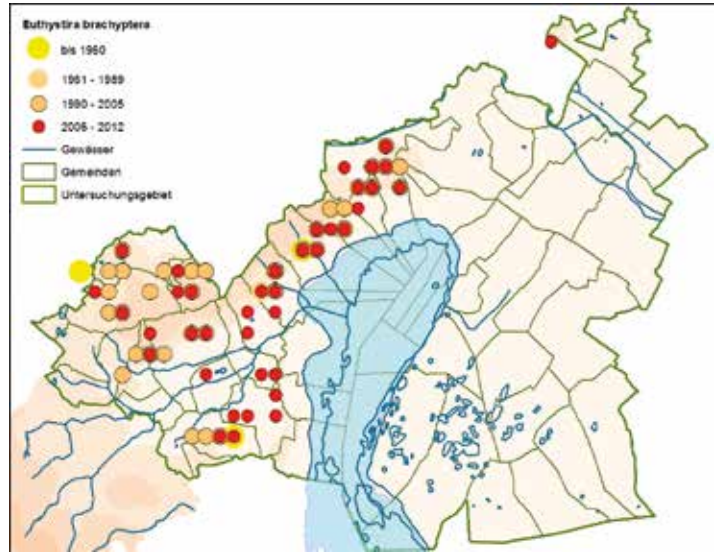 Euthystira brachyptera
bis 1960
1961 - 1989
1990 - 2005
2006 - 2012
Gewässer
Gemeinden
Untersuchungsgebiet